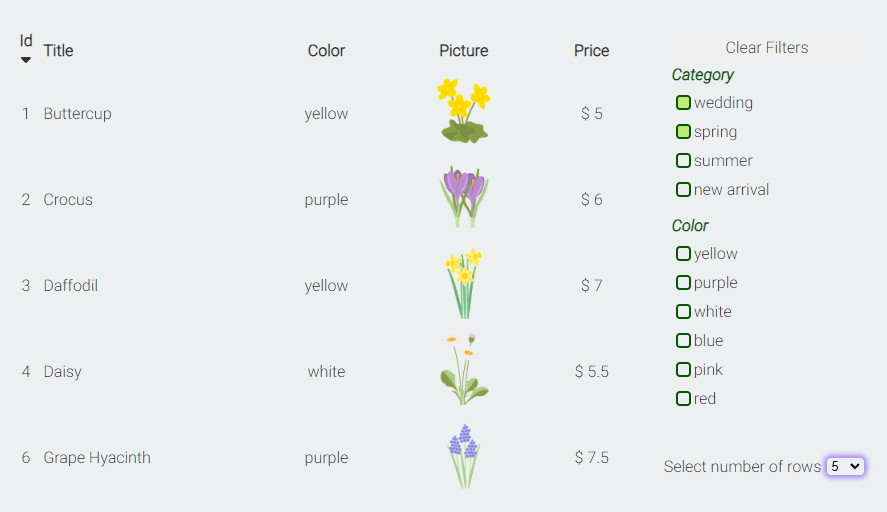 Id Title Color Picture Price
1 Buttercup yellow $ 5
2 Crocus purple $ 6
3 Daffodil yellow $ 7
4 Daisy white $ 5.5
6 Grape Hyacinth purple $ 7.5
Clear Filters
Category
wedding
spring
summer
new arrival
Color
yellow
purple
white
blue
pink
red
Select number of rows 5